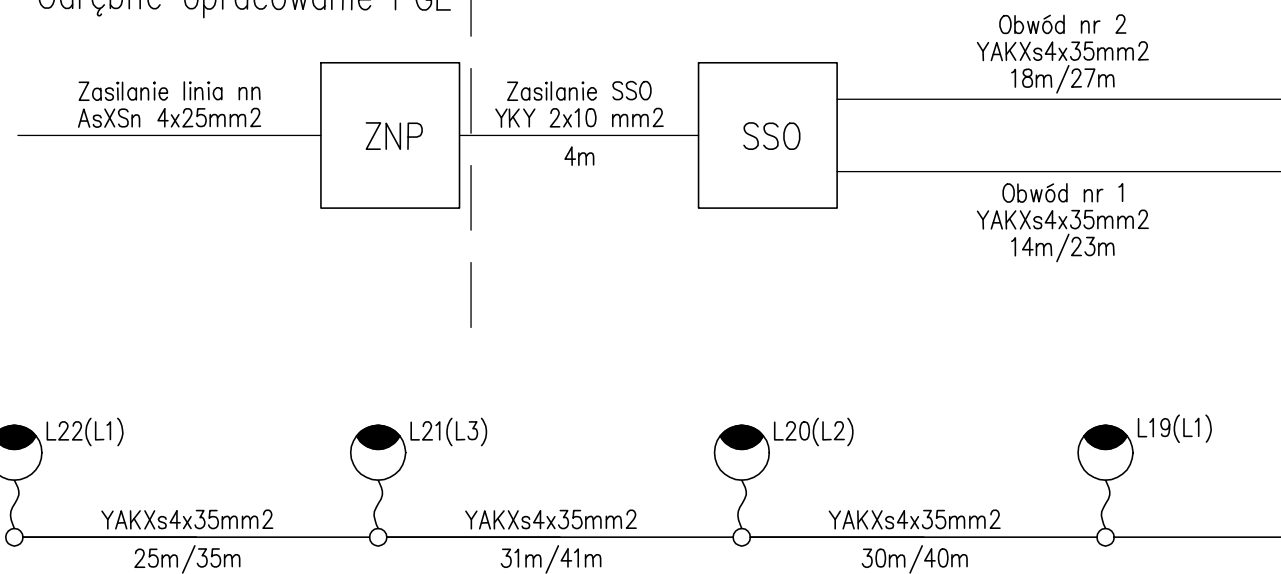 opracowanie PGE
Zasilanie linia nn
AsXSn 4x25mm2
ZNP
Zasilanie SSO
YKY 2x10 mm2
4m
SSO
Obwód nr 2
YAKXs4x35mm2
18m/27m
Obwód nr 1
YAKXs4x35mm2
14m/23m
L22(L1)
L21(L3)
L20(L2)
L19(L1)
YAKXs4x35mm2
25m/35m
YAKXs4x35mm2
31m/41m
YAKXs4x35mm2
30m/40m